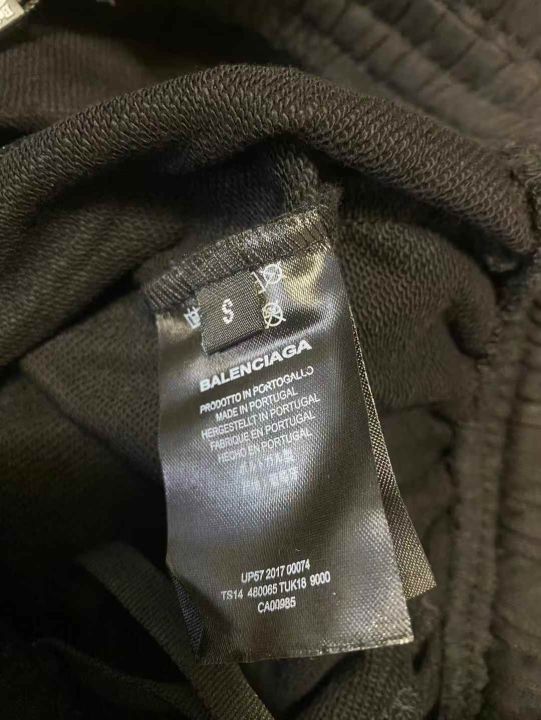 S
BALENCIAGA
PRODOTTO IN PORTOGALLO
MADE IN PORTUGAL
HERGESTELLT IN PORTUGAL
FABRIQUE EN PORTUGAL
HECHO EN PORTUGAL
UP57 2017 00074
TS14 480085 TUK18 9000
CA00985